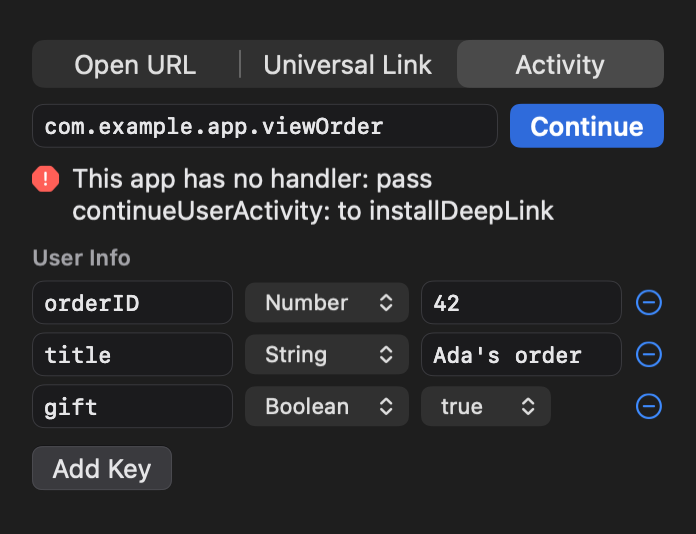 Open URL
Universal Link
Activity
com.example.app.viewOrder
Continue
This app has no handler: pass
continueUserActivity: to installDeepLink
User Info
orderID
Number
42
title
String
Ada's order
gift
Boolean
true
Add Key